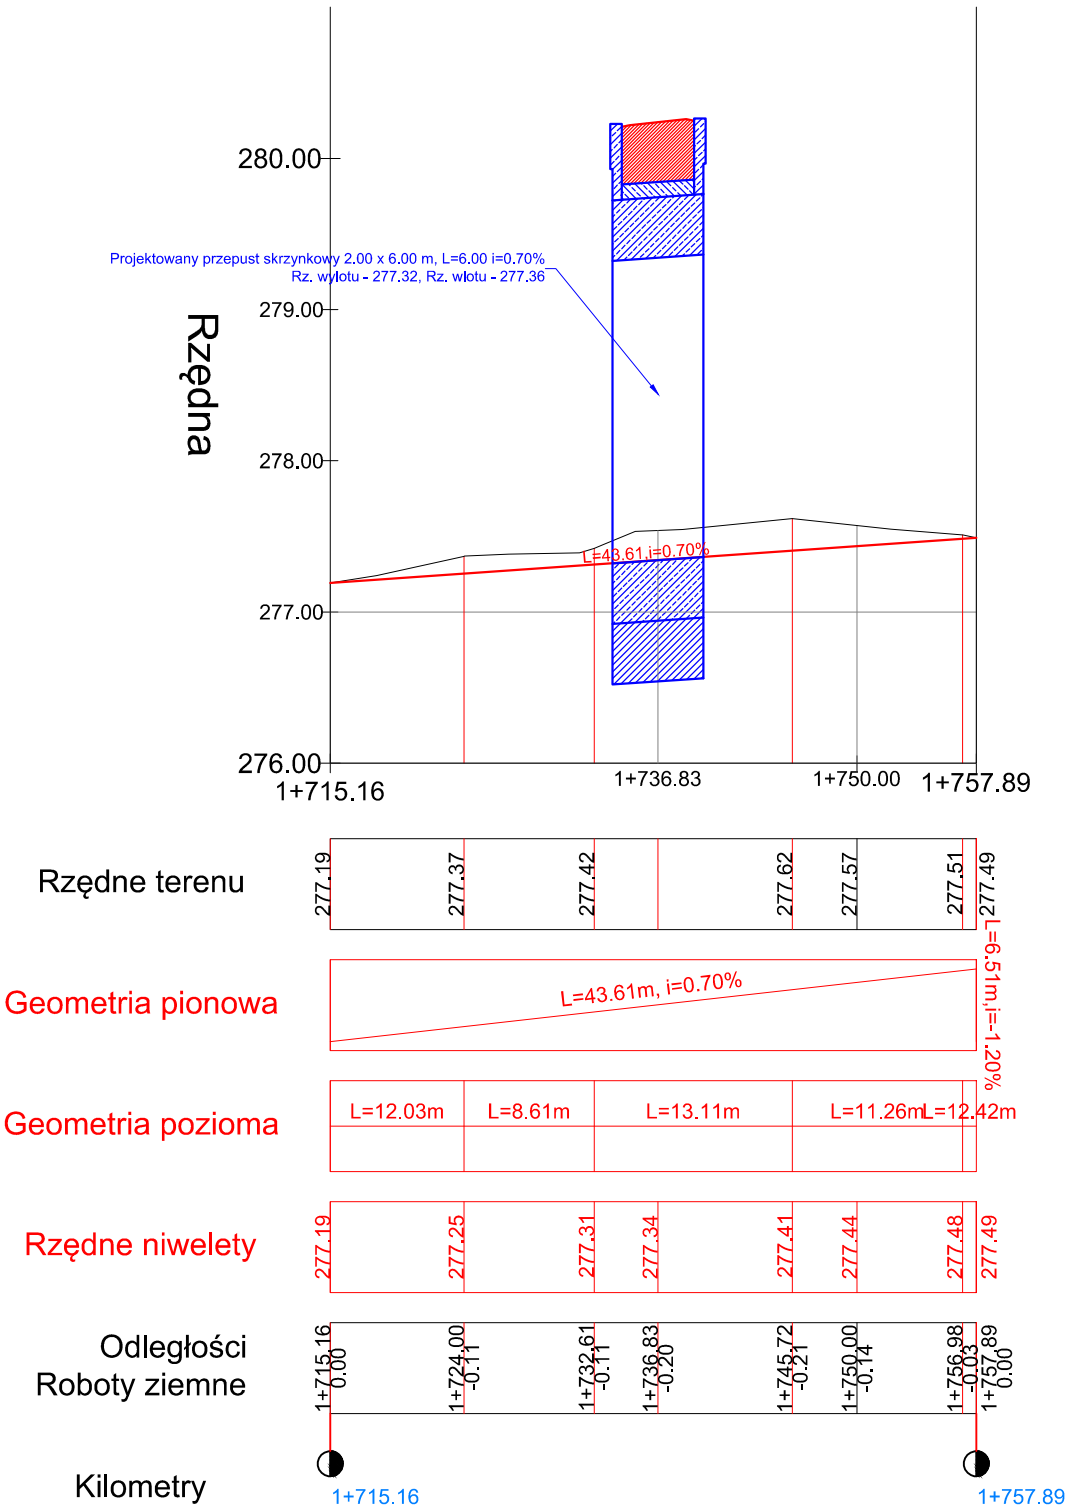 280.00
Projektowany przepust skrzynkowy 2.00 x 6.00 m, L=6.00 i=0.70%
Rz. wylotu - 277.32, Rz. wlotu - 277.36
279.00
Rzędna
278.00
L=43.61,i=0.70%
277.00
276.00
1+715.16
1+736.83
1+750.00
1+757.89
Rzędne terenu
277.19
277.37
277.42
277.62
277.57
277.51
277.49
Geometria pionowa
L=43.61m, i=0.70%
L=6.51m,i=-1.20%
Geometria pozioma
L=12.03m
L=8.61m
L=13.11m
L=11.26m
L=12.42m
Rzędne niwelety
277.19
277.25
277.31
277.34
277.41
277.44
277.48
277.49
Odległości
Roboty ziemne
1+715.16
0.00
1+724.00
-0.11
1+732.61
-0.11
1+736.83
-0.20
1+745.72
-0.21
1+750.00
-0.14
1+756.98
-0.03
1+757.89
0.00
Kilometry
1+715.16
1+757.89